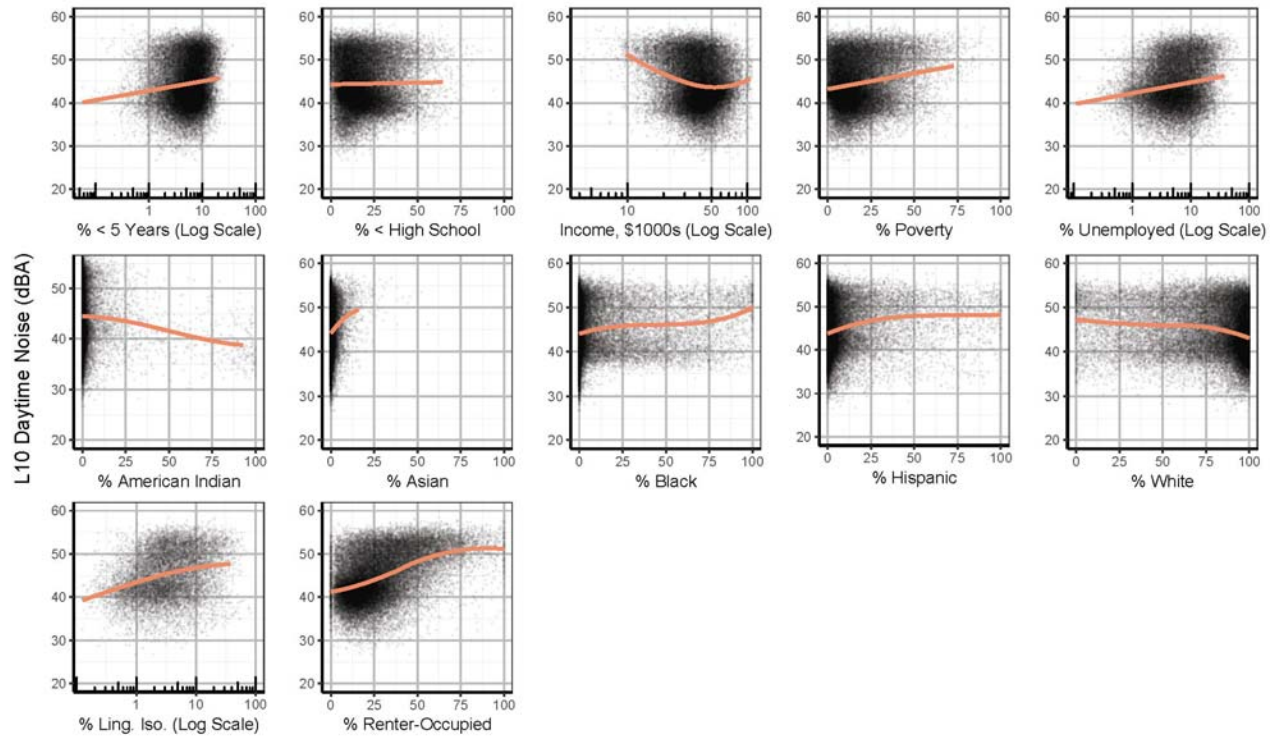 60
50
40
30
20
1 10 100
% < 5 Years (Log Scale)
60
50
40
30
20
0 25 50 75 100
% < High School
60
50
40
30
20
10 50 100
Income, $1000s (Log Scale)
60
50
40
30
20
0 25 50 75 100
% Poverty
60
50
40
30
20
1 10 100
% Unemployed (Log Scale)
L10 Daytime Noise (dBA)
50
40
30
20
0 25 50 75 100
% American Indian
60
50
40
30
20
0 25 50 75 100
% Asian
60
50
40
30
20
0 25 50 75 100
% Black
60
50
40
30
20
0 25 50 75 100
% Hispanic
60
50
40
30
20
0 25 50 75 100
% White
60
50
40
30
20
1 10 100
% Ling. Iso. (Log Scale)
60
50
40
30
20
0 25 50 75 100
% Renter-Occupied